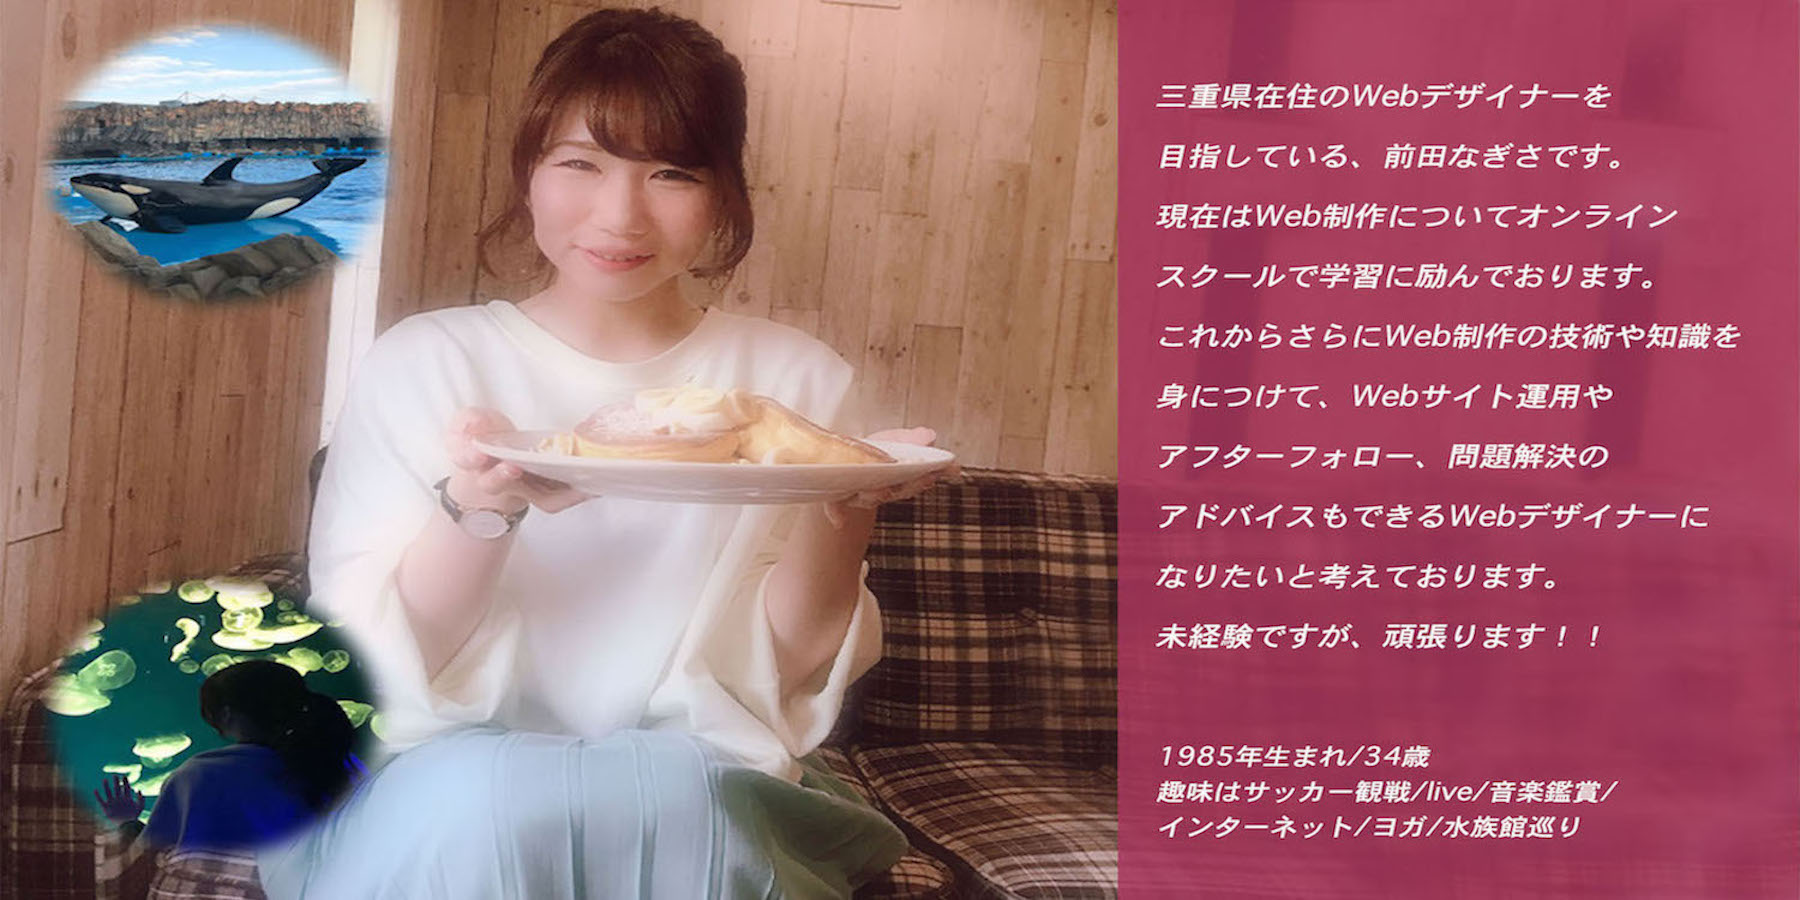 三重県在住のWebデザイナーを
目指している、前田なぎさです。
現在はWeb制作についてオンライン
スクールで学習に励んでおります。
これからさらにWeb制作の技術や知識を
身につけて、Webサイト運用や
アフターフォロー、問題解決の
アドバイスもできるWebデザイナーに
なりたいと考えております。
未経験ですが、頑張ります！！
1985年生まれ/34歳
趣味はサッカー観戦/live/音楽鑑賞/
インターネット/ヨガ/水族館巡り